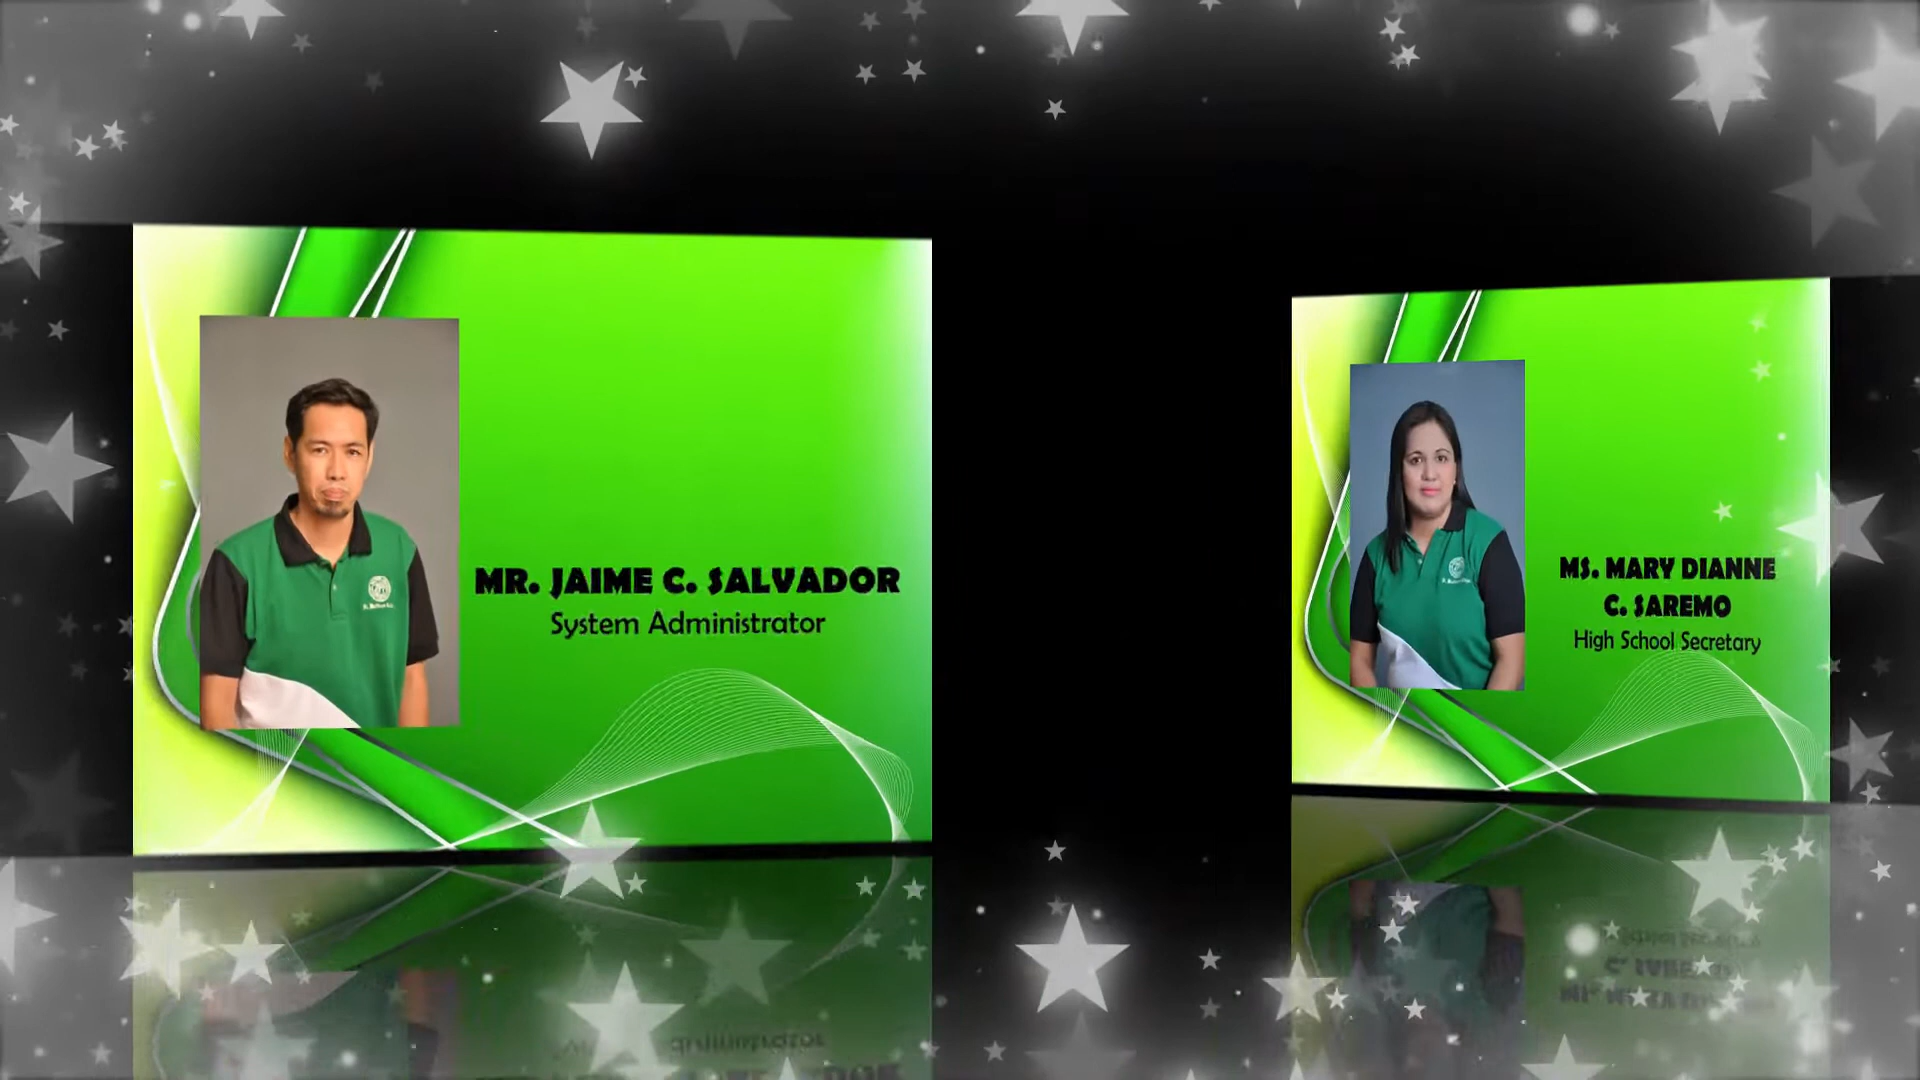 MR. JAIME C. SALVADOR
System Administrator
MS. MARY DIANNE
C. SAREMO
High School Secretary